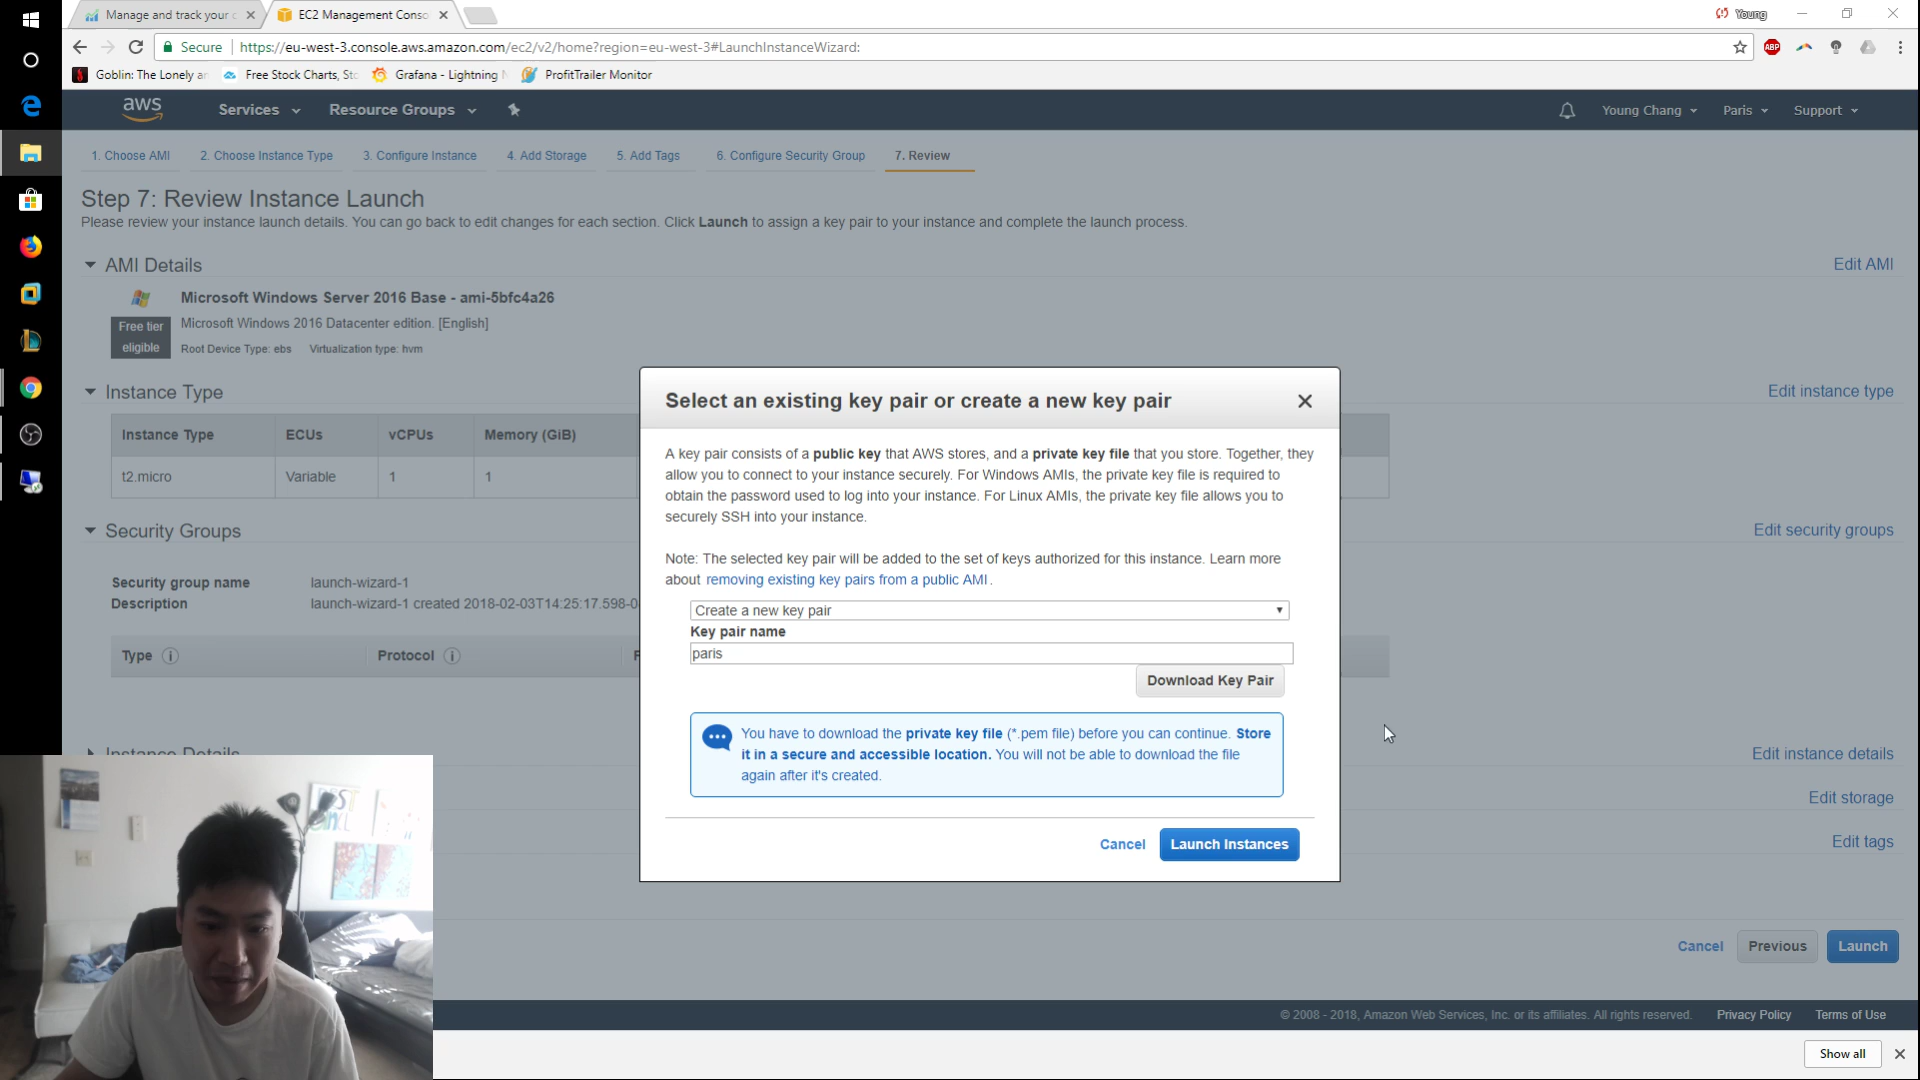 Manage and track your c
EC2 Management Conso
Young
Secure
https://eu-west-3.console.aws.amazon.com/ec2/v2/home?region=eu-west-3#LaunchInstanceWizard:
ABP
Goblin: The Lonely an
Free Stock Charts, Sto
Grafana - Lightning N
ProfitTrailer Monitor
aws
Services
Resource Groups
Young Chang
Paris
Support
1. Choose AMI
2. Choose Instance Type
3. Configure Instance
4. Add Storage
5. Add Tags
6. Configure Security Group
7. Review
Step 7: Review Instance Launch
Please review your instance launch details. You can go back to edit changes for each section. Click Launch to assign a key pair to your instance and complete the launch process.
AMI Details
Edit AMI
Microsoft Windows Server 2016 Base - ami-5bfc4a26
Free tier
eligible
Microsoft Windows 2016 Datacenter edition. [English]
Root Device Type: ebs Virtualization type: hvm
Instance Type
Edit instance type
Instance Type
ECUs
vCPUs
Memory (GiB)
t2.micro
Variable
1
1
Security Groups
Edit security groups
Security group name
launch-wizard-1
Description
launch-wizard-1 created 2018-02-03T14:25:17.598-0
Type
Protocol
Instance Details
Edit instance details
Edit storage
Edit tags
Select an existing key pair or create a new key pair
A key pair consists of a public key that AWS stores, and a private key file that you store. Together, they
allow you to connect to your instance securely. For Windows AMIs, the private key file is required to
obtain the password used to log into your instance. For Linux AMIs, the private key file allows you to
securely SSH into your instance.
Note: The selected key pair will be added to the set of keys authorized for this instance. Learn more
about removing existing key pairs from a public AMI.
Create a new key pair
Key pair name
paris
Download Key Pair
You have to download the private key file (*.pem file) before you can continue. Store
it in a secure and accessible location. You will not be able to download the file
again after it's created.
Cancel
Launch Instances
Cancel
Previous
Launch
© 2008 - 2018, Amazon Web Services, Inc. or its affiliates. All rights reserved.
Privacy Policy
Terms of Use
Show all